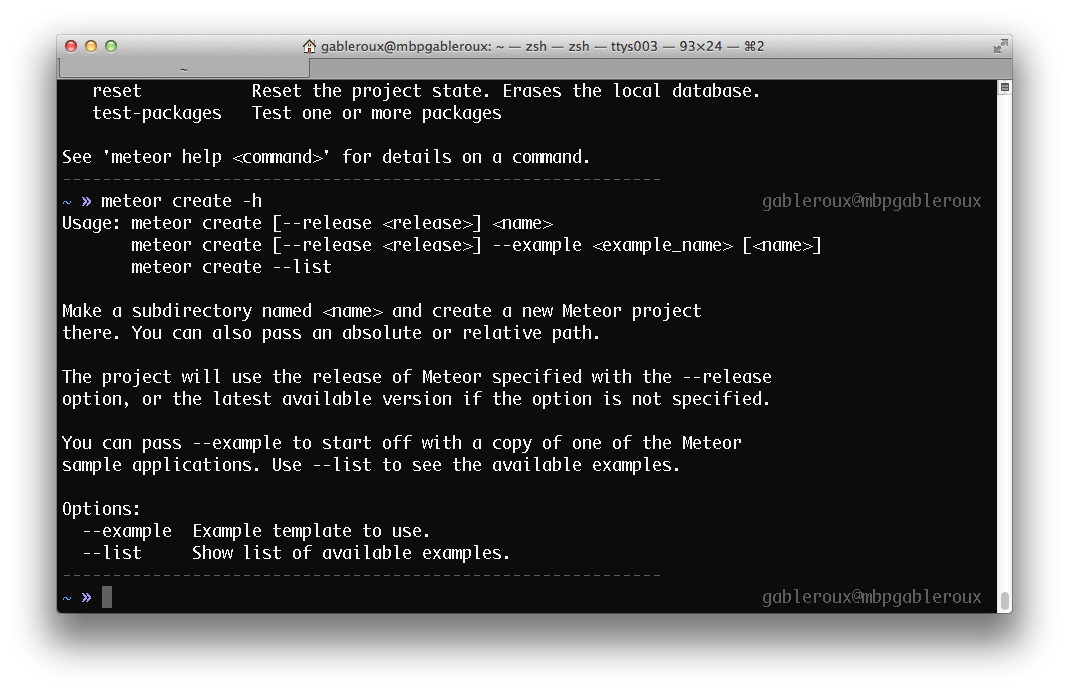 gableroux@mbpgableroux: ~ — zsh — zsh — ttys003 — 93×24 — ⌘2
~
   reset           Reset the project state. Erases the local database.
   test-packages   Test one or more packages
See 'meteor help <command>' for details on a command.
------------------------------------------------------------
~ » meteor create -h                                                  gableroux@mbpgableroux
Usage: meteor create [--release <release>] <name>
       meteor create [--release <release>] --example <example_name> [<name>]
       meteor create --list
Make a subdirectory named <name> and create a new Meteor project
there. You can also pass an absolute or relative path.
The project will use the release of Meteor specified with the --release
option, or the latest available version if the option is not specified.
You can pass --example to start off with a copy of one of the Meteor
sample applications. Use --list to see the available examples.
Options:
  --example  Example template to use.
  --list     Show list of available examples.
------------------------------------------------------------
~ »                                                                   gableroux@mbpgableroux